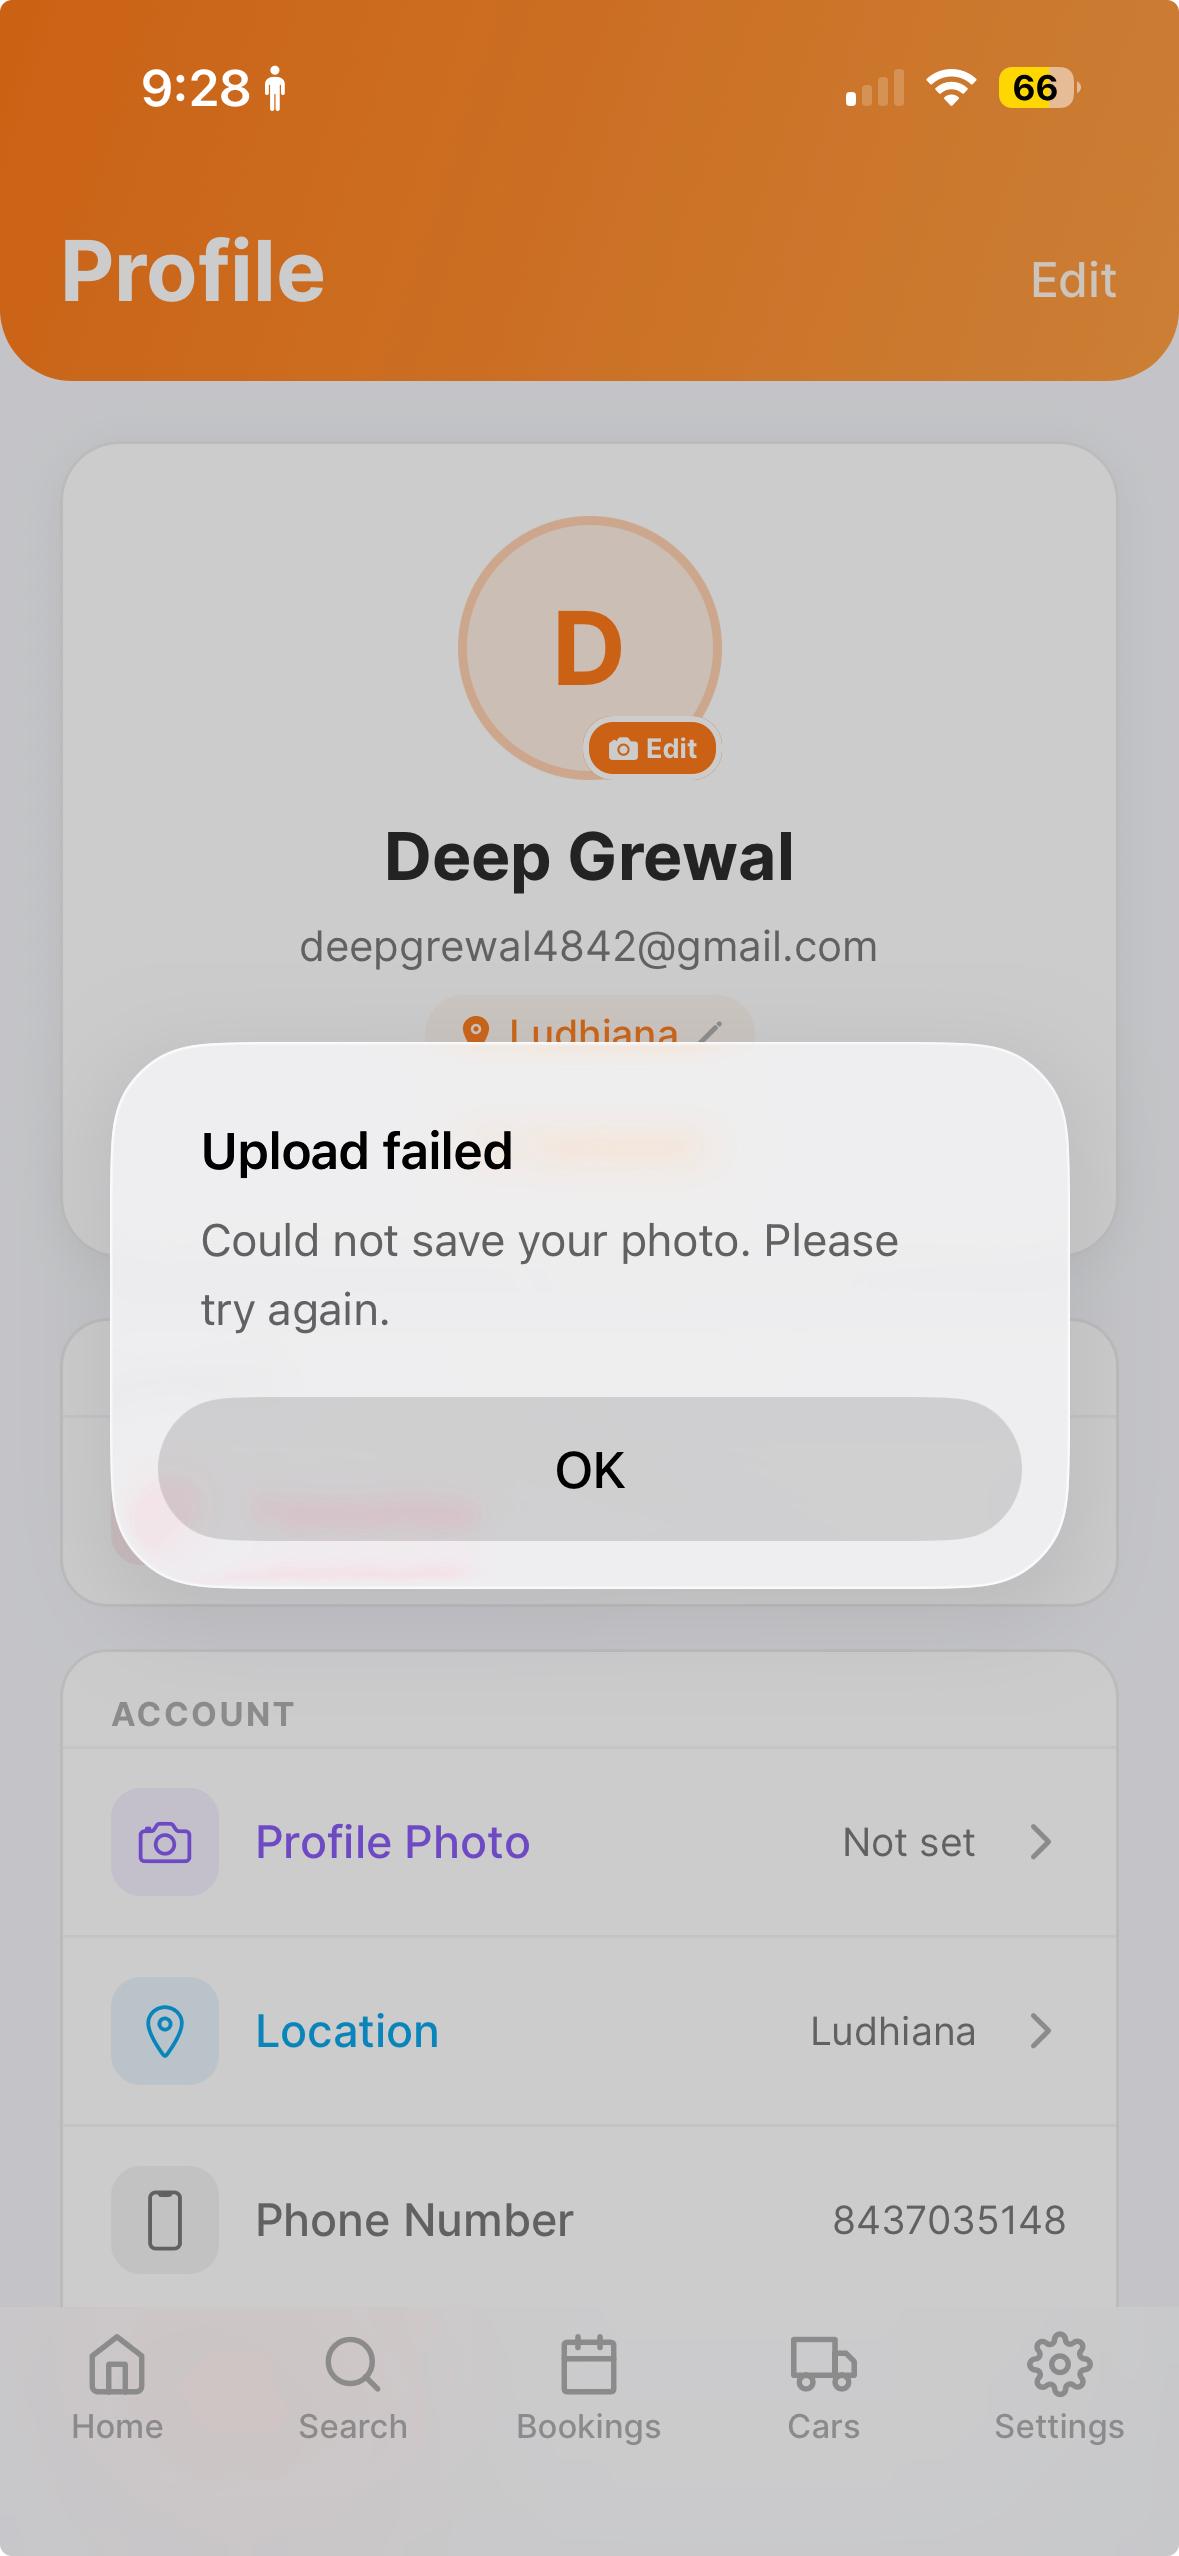 9:28
66
Profile
Edit
D
Edit
Deep Grewal
deepgrewal4842@gmail.com
Ludhiana
Upload failed
Could not save your photo. Please
try again.
OK
ACCOUNT
Profile Photo
Not set
Location
Ludhiana
Phone Number
8437035148
Home
Search
Bookings
Cars
Settings